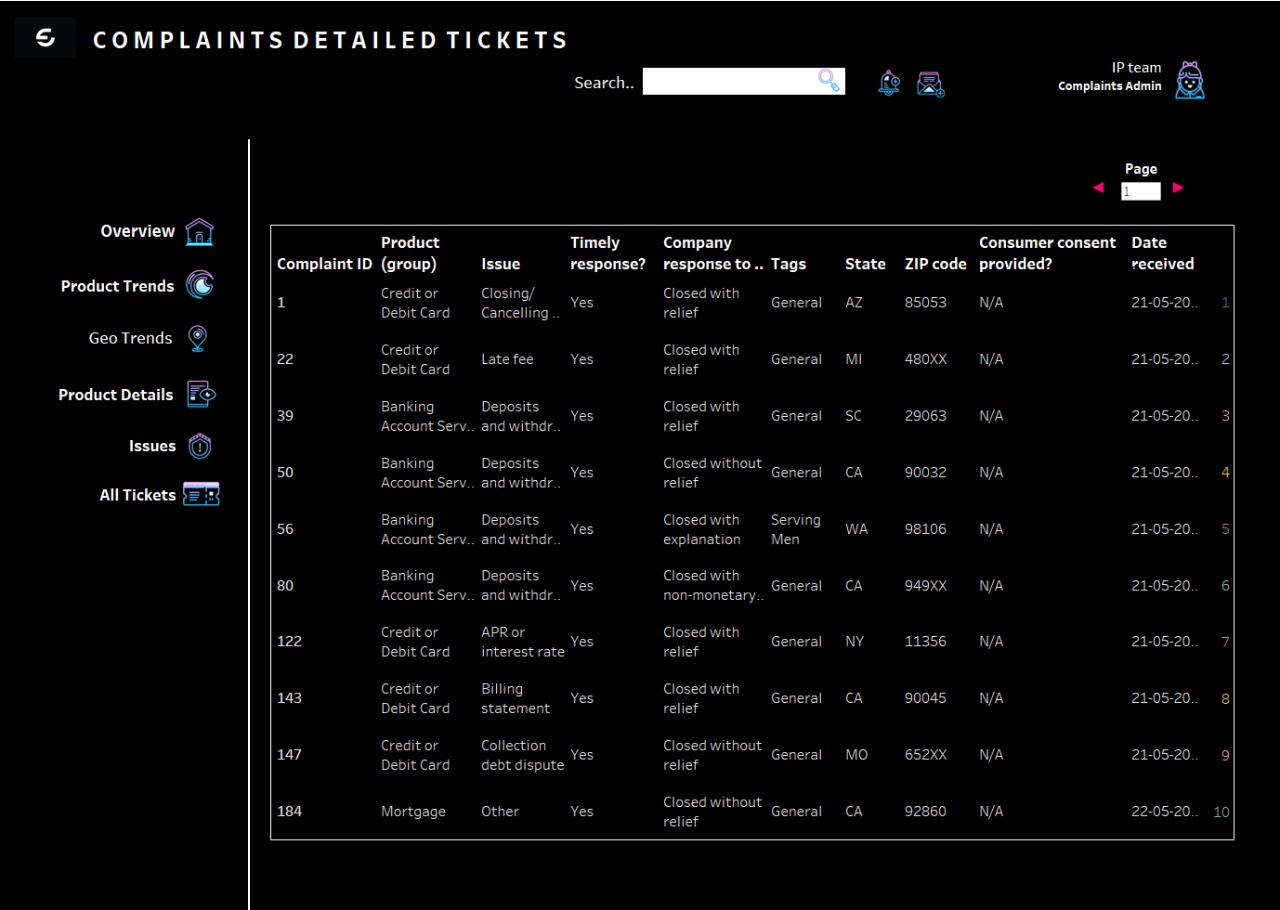 COMPLAINTS DETAILED TICKETS
Search..
IP team
Complaints Admin
Page
1
Overview
Product Trends
Geo Trends
Product Details
Issues
All Tickets
Complaint ID Product (group) Issue Timely response? Company response to .. Tags State ZIP code Consumer consent provided? Date received
1 Credit or Debit Card Closing/ Cancelling .. Yes Closed with relief General AZ 85053 N/A 21-05-20.. 1
22 Credit or Debit Card Late fee Yes Closed with relief General MI 480XX N/A 21-05-20.. 2
39 Banking Account Serv.. Deposits and withdr.. Yes Closed with relief General SC 29063 N/A 21-05-20.. 3
50 Banking Account Serv.. Deposits and withdr.. Yes Closed without relief General CA 90032 N/A 21-05-20.. 4
56 Banking Account Serv.. Deposits and withdr.. Yes Closed with explanation Serving Men WA 98106 N/A 21-05-20.. 5
80 Banking Account Serv.. Deposits and withdr.. Yes Closed with non-monetary.. General CA 949XX N/A 21-05-20.. 6
122 Credit or Debit Card APR or interest rate Yes Closed with relief General NY 11356 N/A 21-05-20.. 7
143 Credit or Debit Card Billing statement Yes Closed with relief General CA 90045 N/A 21-05-20.. 8
147 Credit or Debit Card Collection debt dispute Yes Closed without relief General MO 652XX N/A 21-05-20.. 9
184 Mortgage Other Yes Closed without relief General CA 92860 N/A 22-05-20.. 10